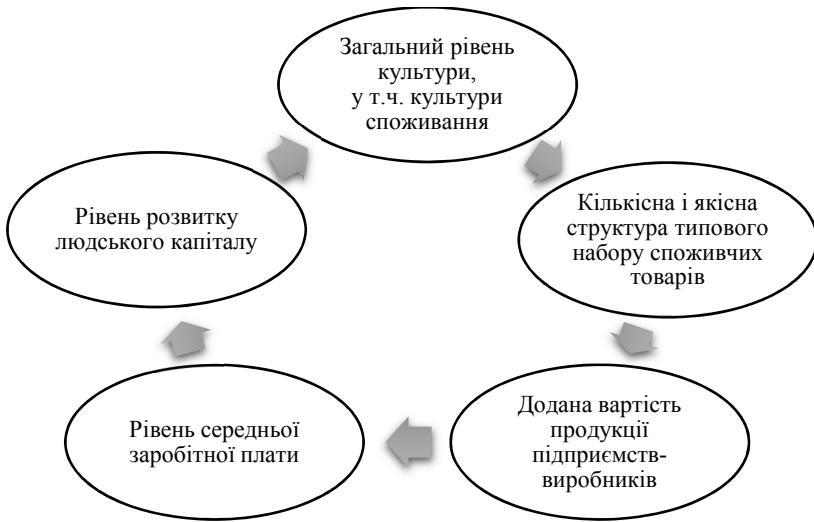 Загальний рівень
культури,
у т.ч. культури
споживання
Кількісна і якісна
структура типового
набору споживчих
товарів
Додана вартість
продукції
підприємств-
виробників
Рівень середньої
заробітної плати
Рівень розвитку
людського капіталу